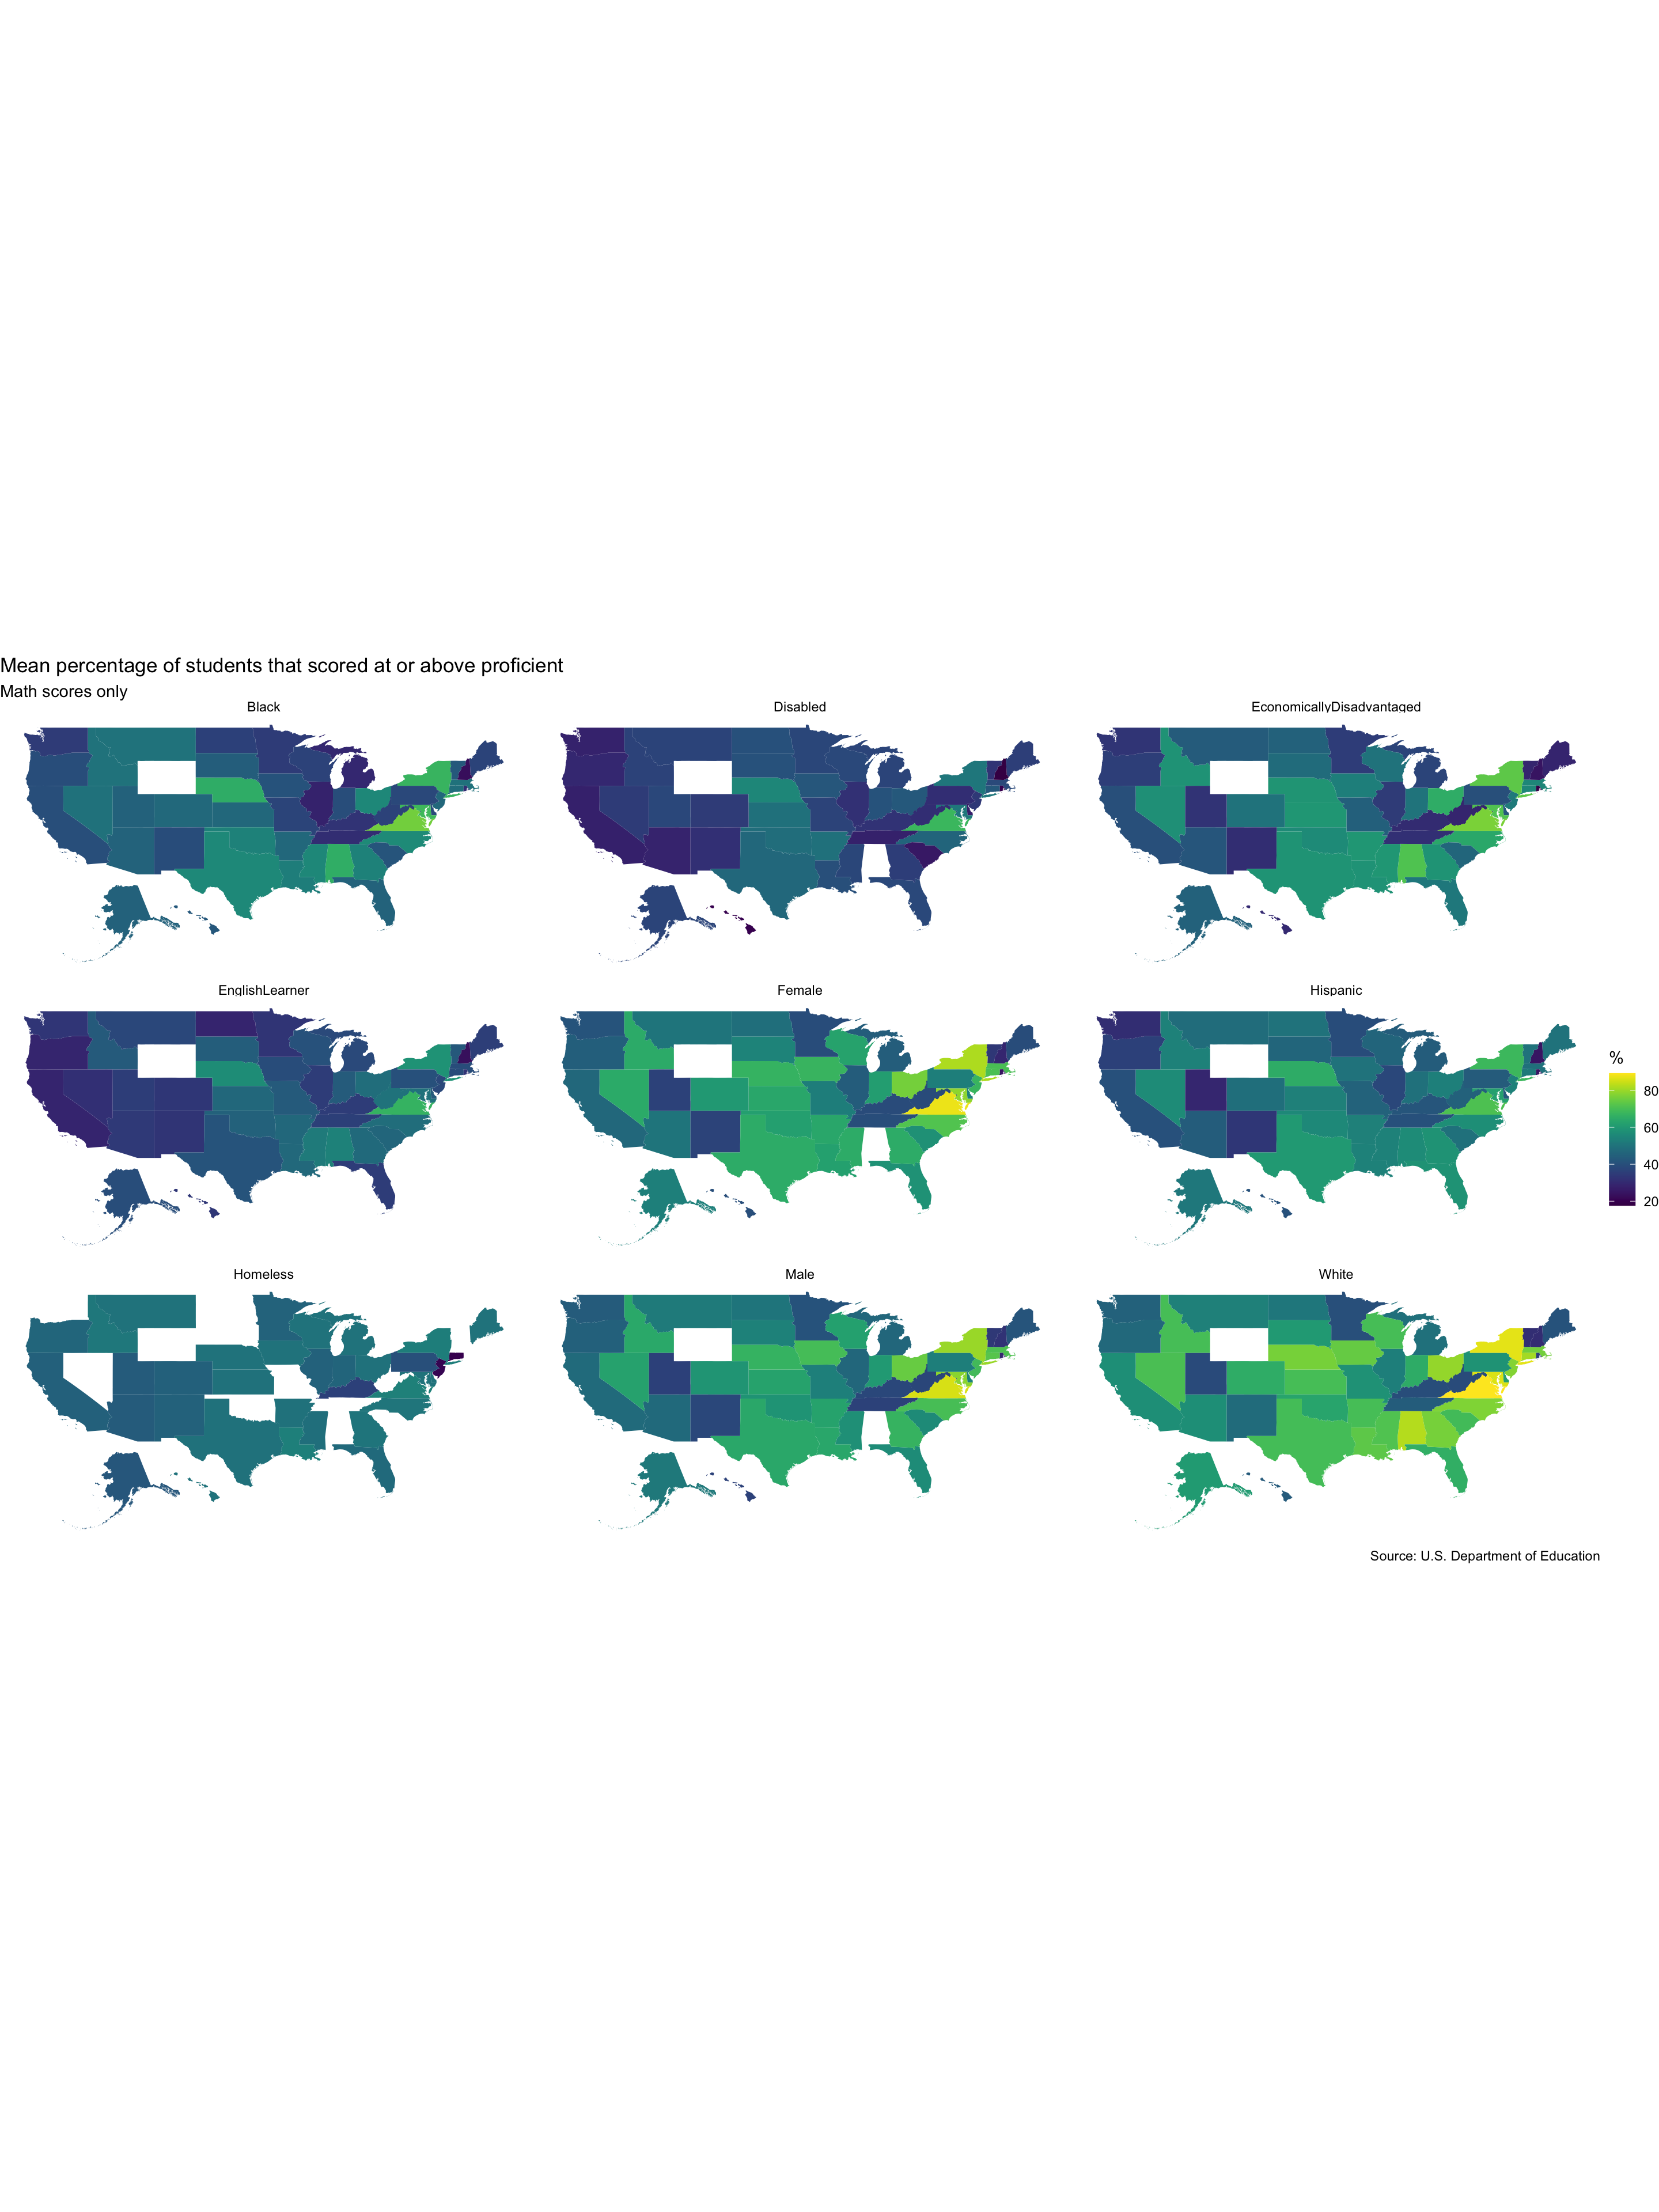 Mean percentage of students that scored at or above proficient
Math scores only
Black
Disabled
EconomicallyDisadvantaged
EnglishLearner
Female
Hispanic
%
80
60
40
20
Homeless
Male
White
Source: U.S. Department of Education